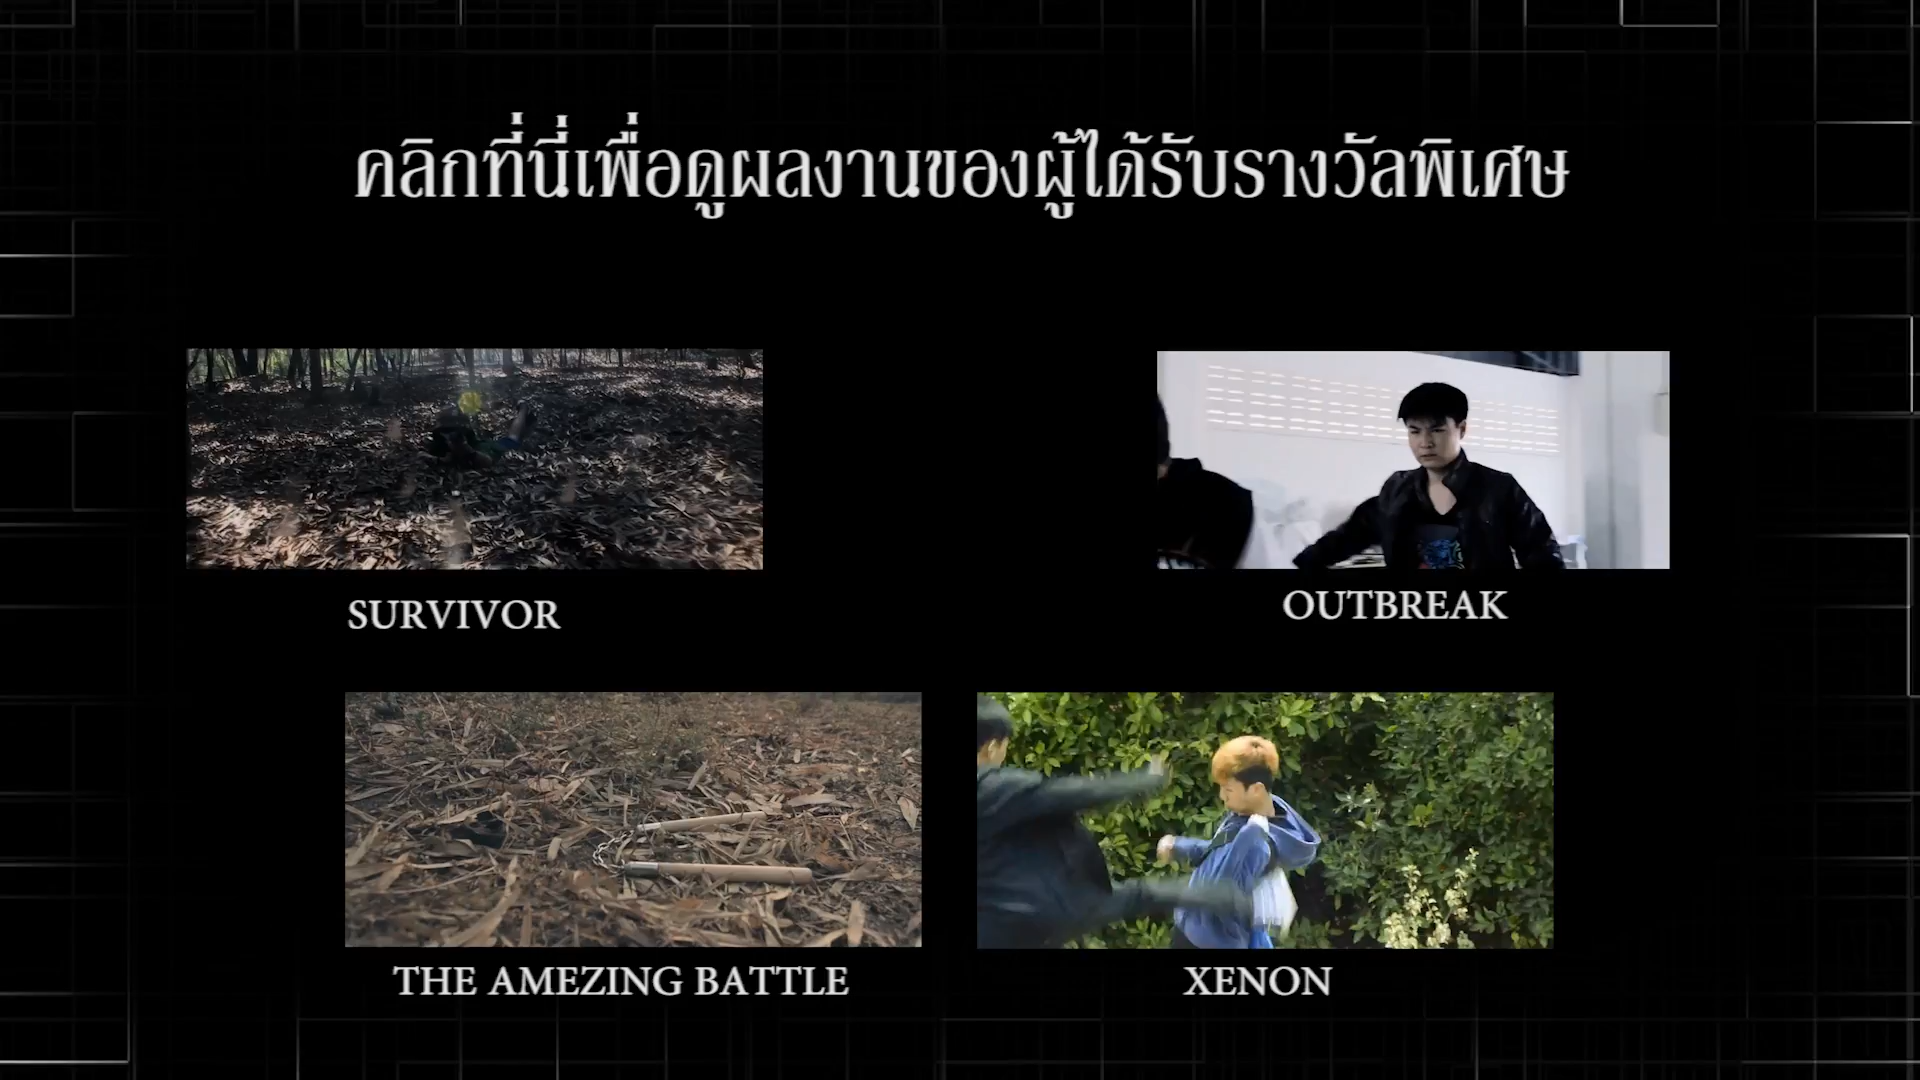 คลิกที่นี่เพื่อดูผลงานของผู้ได้รับรางวัลพิเศษ
SURVIVOR
OUTBREAK
THE AMEZING BATTLE
XENON